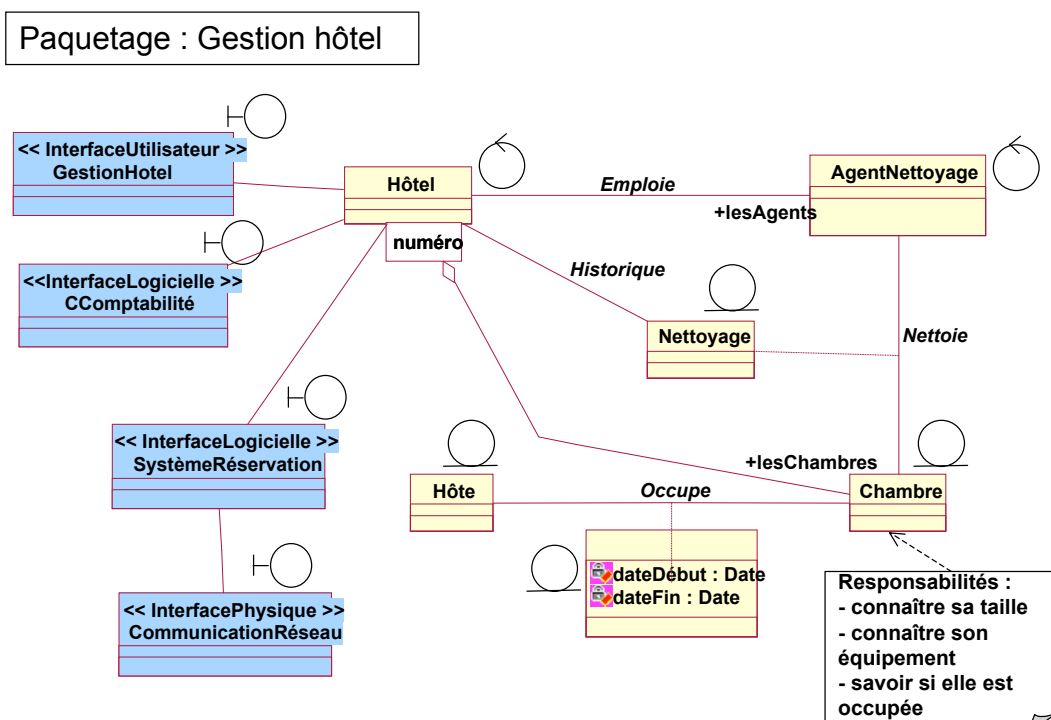 Paquetage : Gestion hôtel
<< InterfaceUtilisateur >>
GestionHotel
Hôtel
numéro
Emploie
+lesAgents
AgentNettoyage
<<InterfaceLogicielle >>
CComptabilité
Historique
Nettoyage
Nettoie
<< InterfaceLogicielle >>
SystèmeRéservation
+lesChambres
Hôte
Occupe
Chambre
dateDébut : Date
dateFin : Date
<< InterfacePhysique >>
CommunicationRéseau
Responsabilités :
- connaître sa taille
- connaître son
équipement
- savoir si elle est
occupée